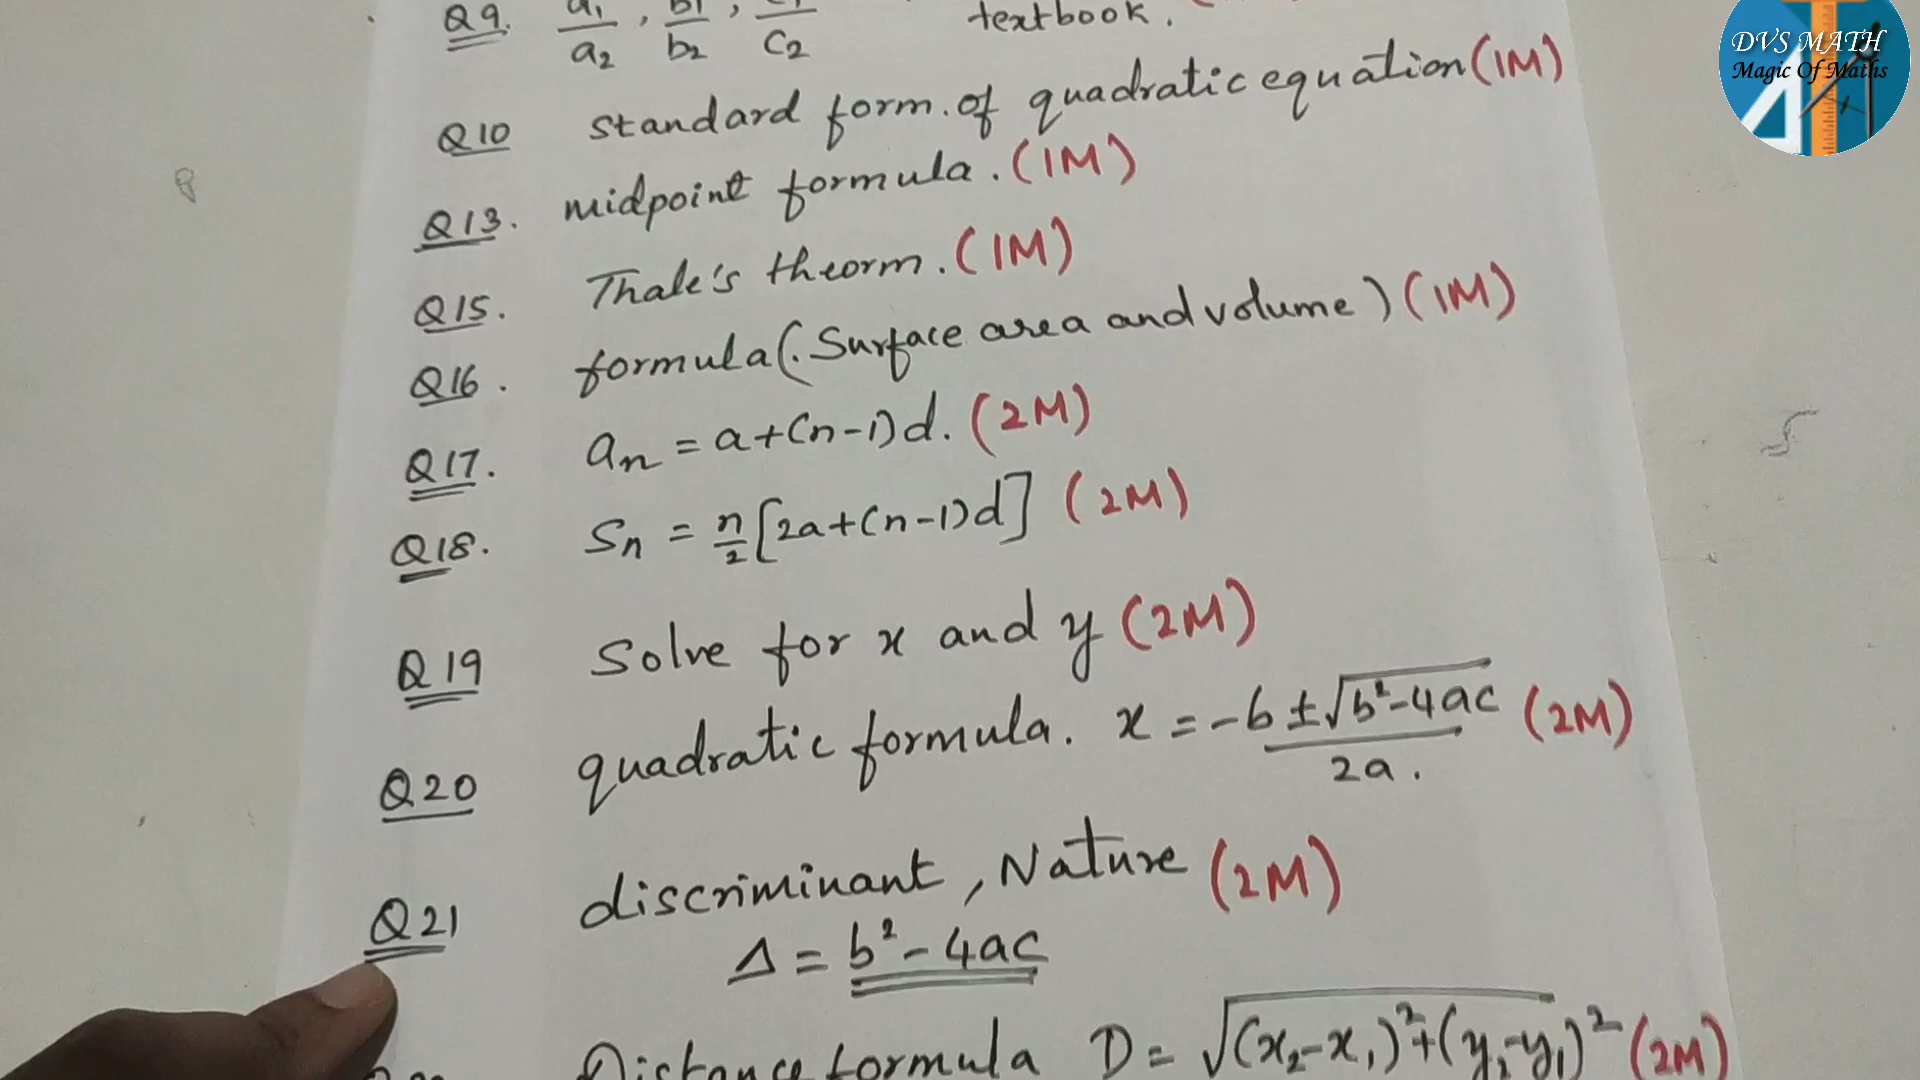 Q9. a1/a2, b1/b2, c1/c2 textbook.
Q10 standard form. of quadratic equation (1M)
Q13. midpoint formula. (1M)
Q15. Thale's theorm. (1M)
Q16. formula (. Surface area and volume) (1M)
Q17. an = a+(n-1)d. (2M)
Q18. Sn = n/2 [2a+(n-1)d] (2M)
Q19 Solve for x and y (2M)
Q20 quadratic formula. x = -b ± √b²-4ac / 2a. (2M)
Q21 discriminant, Nature (2M)
Δ = b²-4ac
Distance formula D = √(x2-x1)²+(y2-y1)² (2M)
DVS MATH
Magic Of Maths